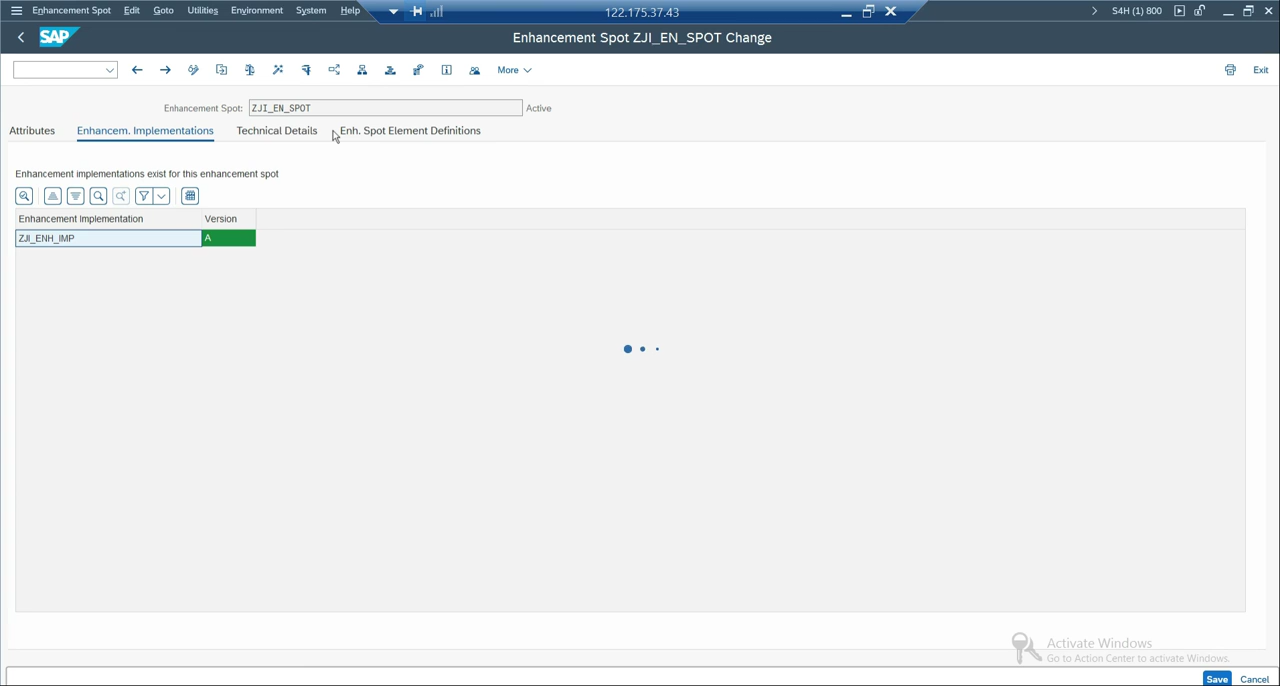 Enhancement Spot Edit Goto Utilities Environment System Help 122.175.37.43 S4H (1) 800
SAP Enhancement Spot ZJI_EN_SPOT Change
More Exit
Enhancement Spot: ZJI_EN_SPOT Active
Attributes Enhancem. Implementations Technical Details Enh. Spot Element Definitions
Enhancement implementations exist for this enhancement spot
Enhancement Implementation Version
ZJI_ENH_IMP A
Activate Windows
Go to Action Center to activate Windows.
Save Cancel